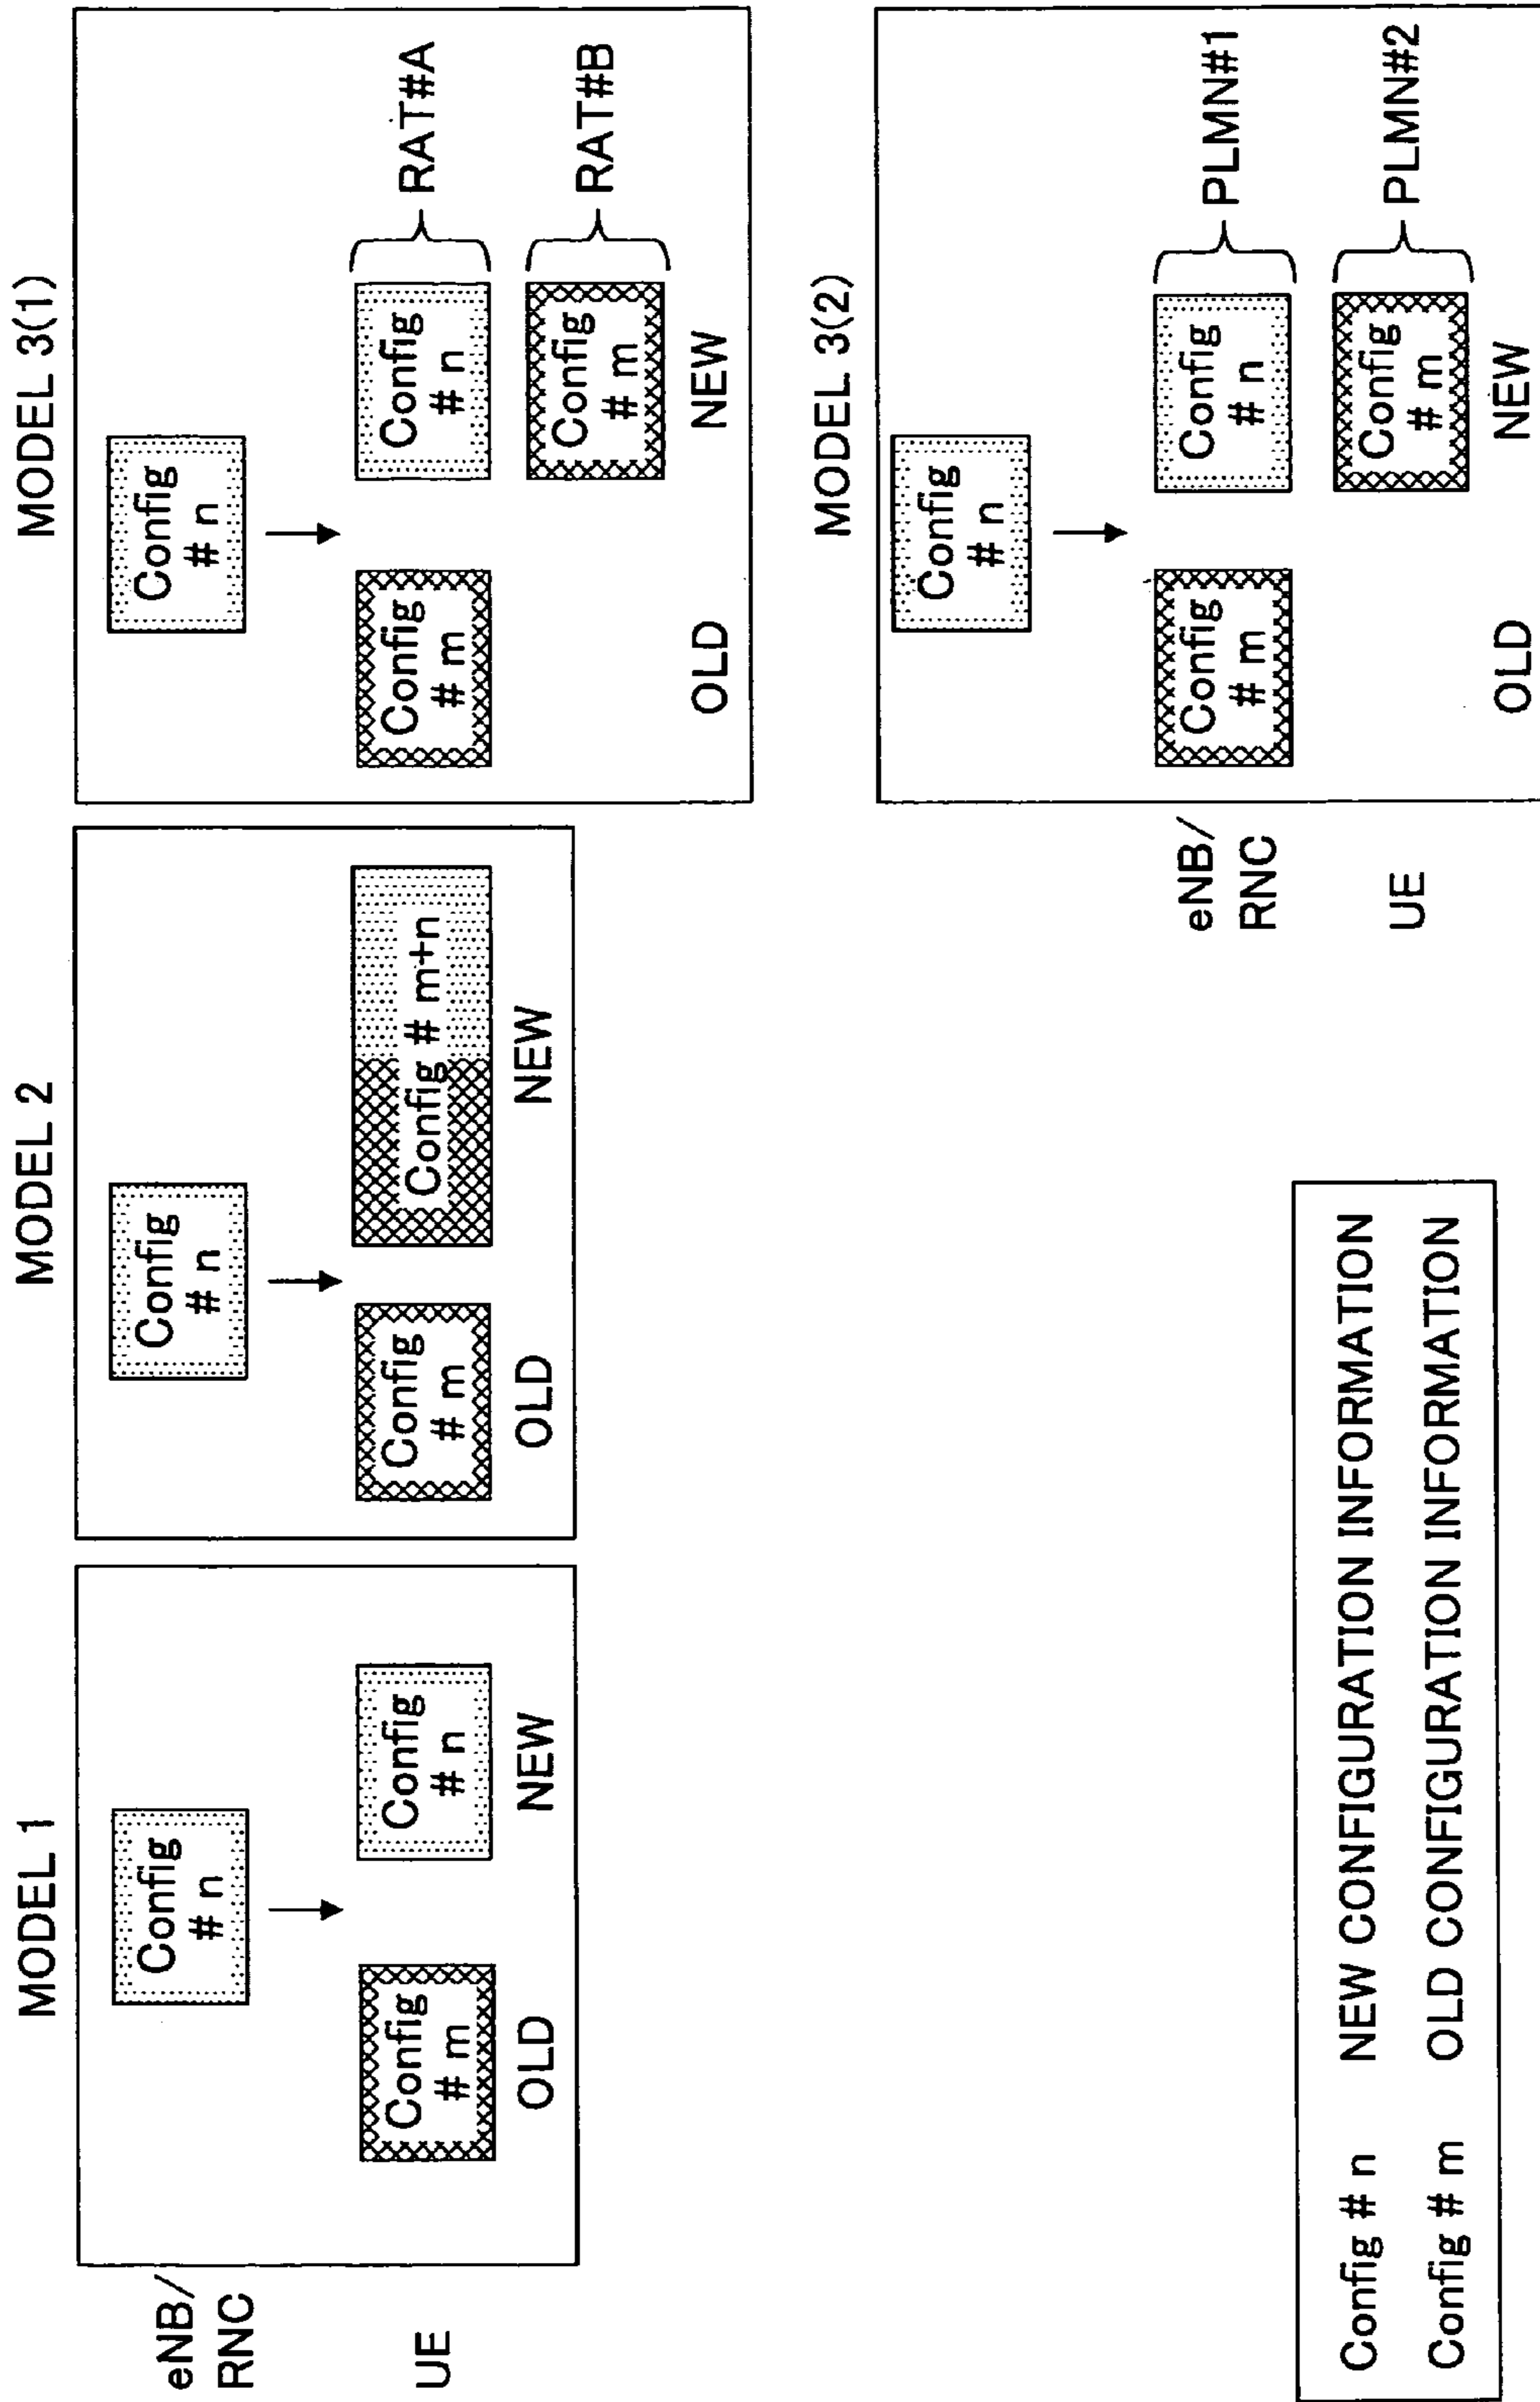 MODEL 1
eNB/
RNC
UE
Config
# n
Config
# m
OLD
Config
# n
NEW
MODEL 2
Config
# n
Config
# m
OLD
Config # m+n
NEW
MODEL 3(1)
Config
# n
Config
# m
OLD
Config
# n
RAT#A
Config
# m
RAT#B
NEW
MODEL 3(2)
eNB/
RNC
UE
Config
# n
Config
# m
OLD
Config
# n
PLMN#1
Config
# m
PLMN#2
NEW
Config # n NEW CONFIGURATION INFORMATION
Config # m OLD CONFIGURATION INFORMATION